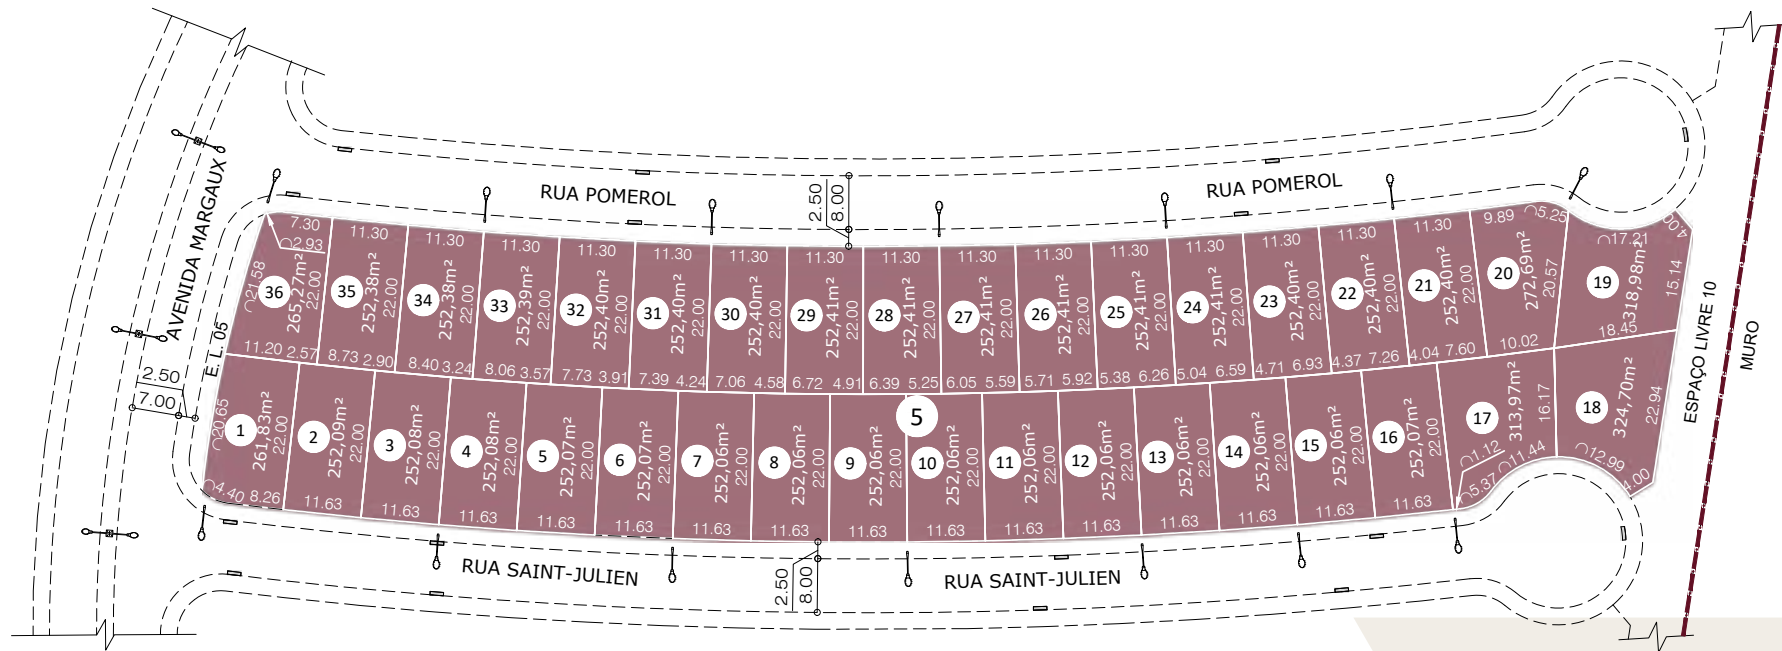 RUA POMEROL
RUA POMEROL
2.50
8.00
AVENIDA MARGAUX
E.L. 05
2.50
7.00
ESPAÇO LIVRE 10
MURO
7.30 11.30 11.30 11.30 11.30 11.30 11.30 11.30 11.30 11.30 11.30 11.30 11.30 11.30 11.30 11.30 9.89 5.25 17.21 4.00
2.93
21.58
36 265,27m² 22.00
35 252,38m² 22.00
34 252,38m² 22.00
33 252,39m² 22.00
32 252,40m² 22.00
31 252,40m² 22.00
30 252,40m² 22.00
29 252,41m² 22.00
28 252,41m² 22.00
27 252,41m² 22.00
26 252,41m² 22.00
25 252,41m² 22.00
24 252,41m² 22.00
23 252,40m² 22.00
22 252,40m² 22.00
21 252,40m² 22.00
20 272,69m² 20.57
19 318,98m² 15.14
11.20 2.57 8.73 2.90 8.40 3.24 8.06 3.57 7.73 3.91 7.39 4.24 7.06 4.58 6.72 4.91 6.39 5.25 6.05 5.59 5.71 5.92 5.38 6.26 5.04 6.59 4.71 6.93 4.37 7.26 4.04 7.60 10.02 18.45
5
20.65
1 261,83m² 22.00
2 252,09m² 22.00
3 252,08m² 22.00
4 252,08m² 22.00
5 252,07m² 22.00
6 252,07m² 22.00
7 252,06m² 22.00
8 252,06m² 22.00
9 252,06m² 22.00
10 252,06m² 22.00
11 252,06m² 22.00
12 252,06m² 22.00
13 252,06m² 22.00
14 252,06m² 22.00
15 252,06m² 22.00
16 252,07m² 22.00
17 313,97m² 16.17
18 324,70m² 22.94
4.40 8.26 11.63 11.63 11.63 11.63 11.63 11.63 11.63 11.63 11.63 11.63 11.63 11.63 11.63 11.63 11.63 5.37 1.12 11.44 12.99 4.00
RUA SAINT-JULIEN
RUA SAINT-JULIEN
2.50
8.00